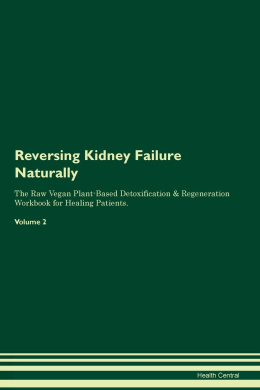 Reversing Kidney Failure
Naturally
The Raw Vegan Plant-Based Detoxification & Regeneration
Workbook for Healing Patients.
Volume 2
Health Central